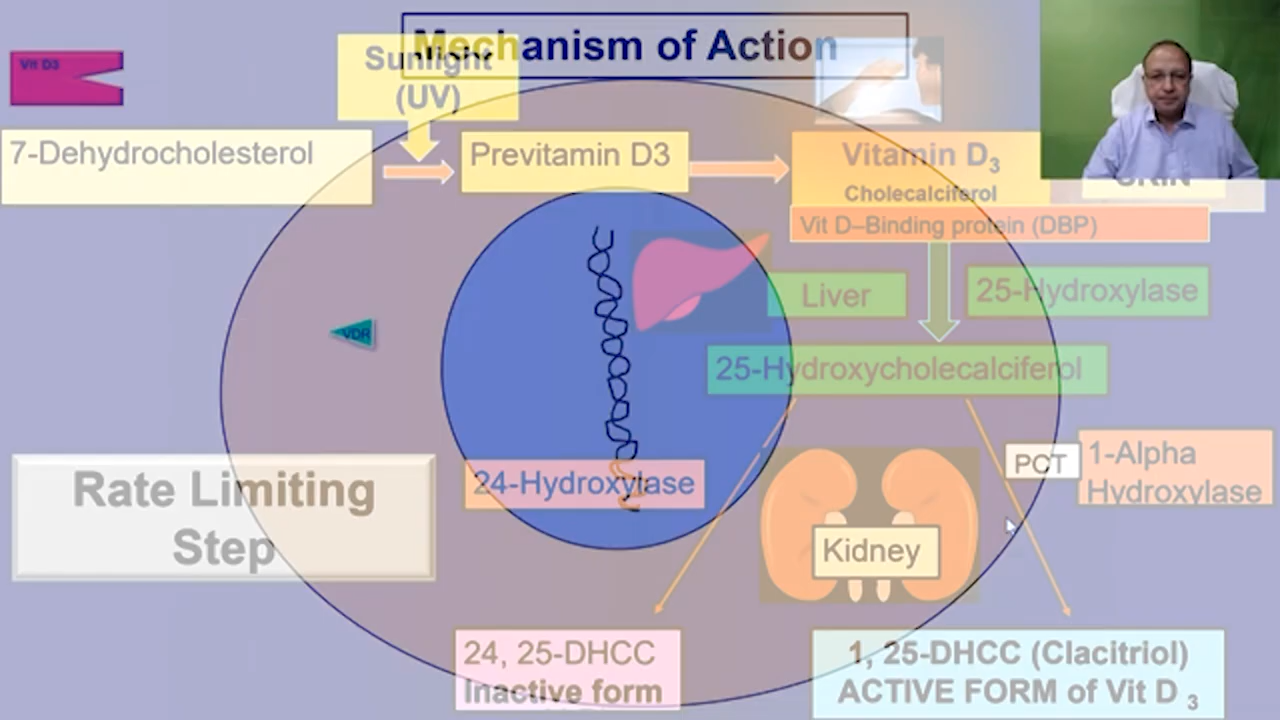 Mechanism of Action
Vit D3
Sunlight
(UV)
7-Dehydrocholesterol
Previtamin D3
Vitamin D3
Cholecalciferol
SKIN
Vit D–Binding protein (DBP)
Liver
25-Hydroxylase
VDR
25-Hydroxycholecalciferol
Rate Limiting
Step
24-Hydroxylase
PCT
1-Alpha
Hydroxylase
Kidney
24, 25-DHCC
Inactive form
1, 25-DHCC (Clacitriol)
ACTIVE FORM of Vit D 3